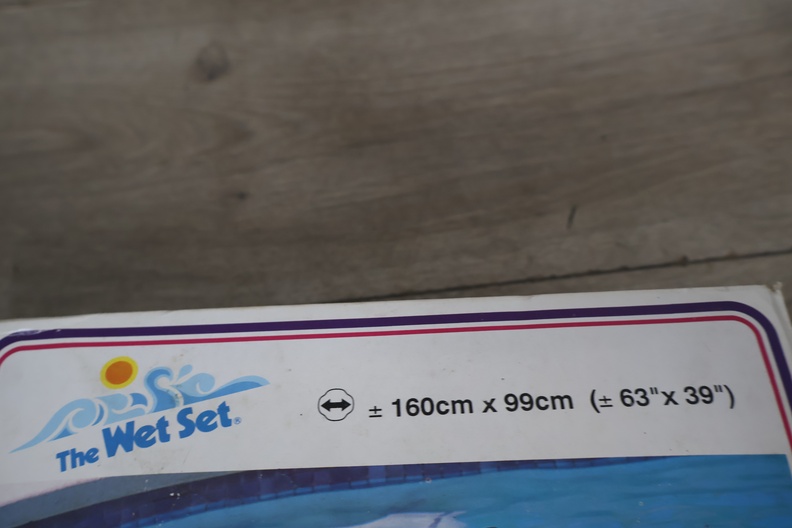 The Wet Set®
± 160cm x 99cm (± 63"x 39")